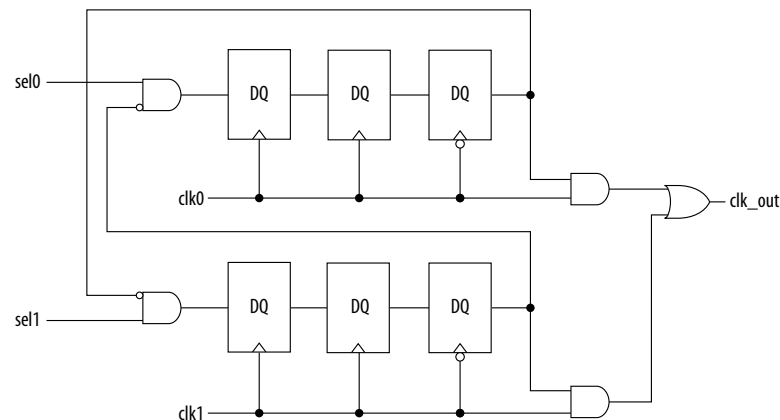 sel0
DQ DQ DQ
clk0
clk_out
DQ DQ DQ
sel1
clk1